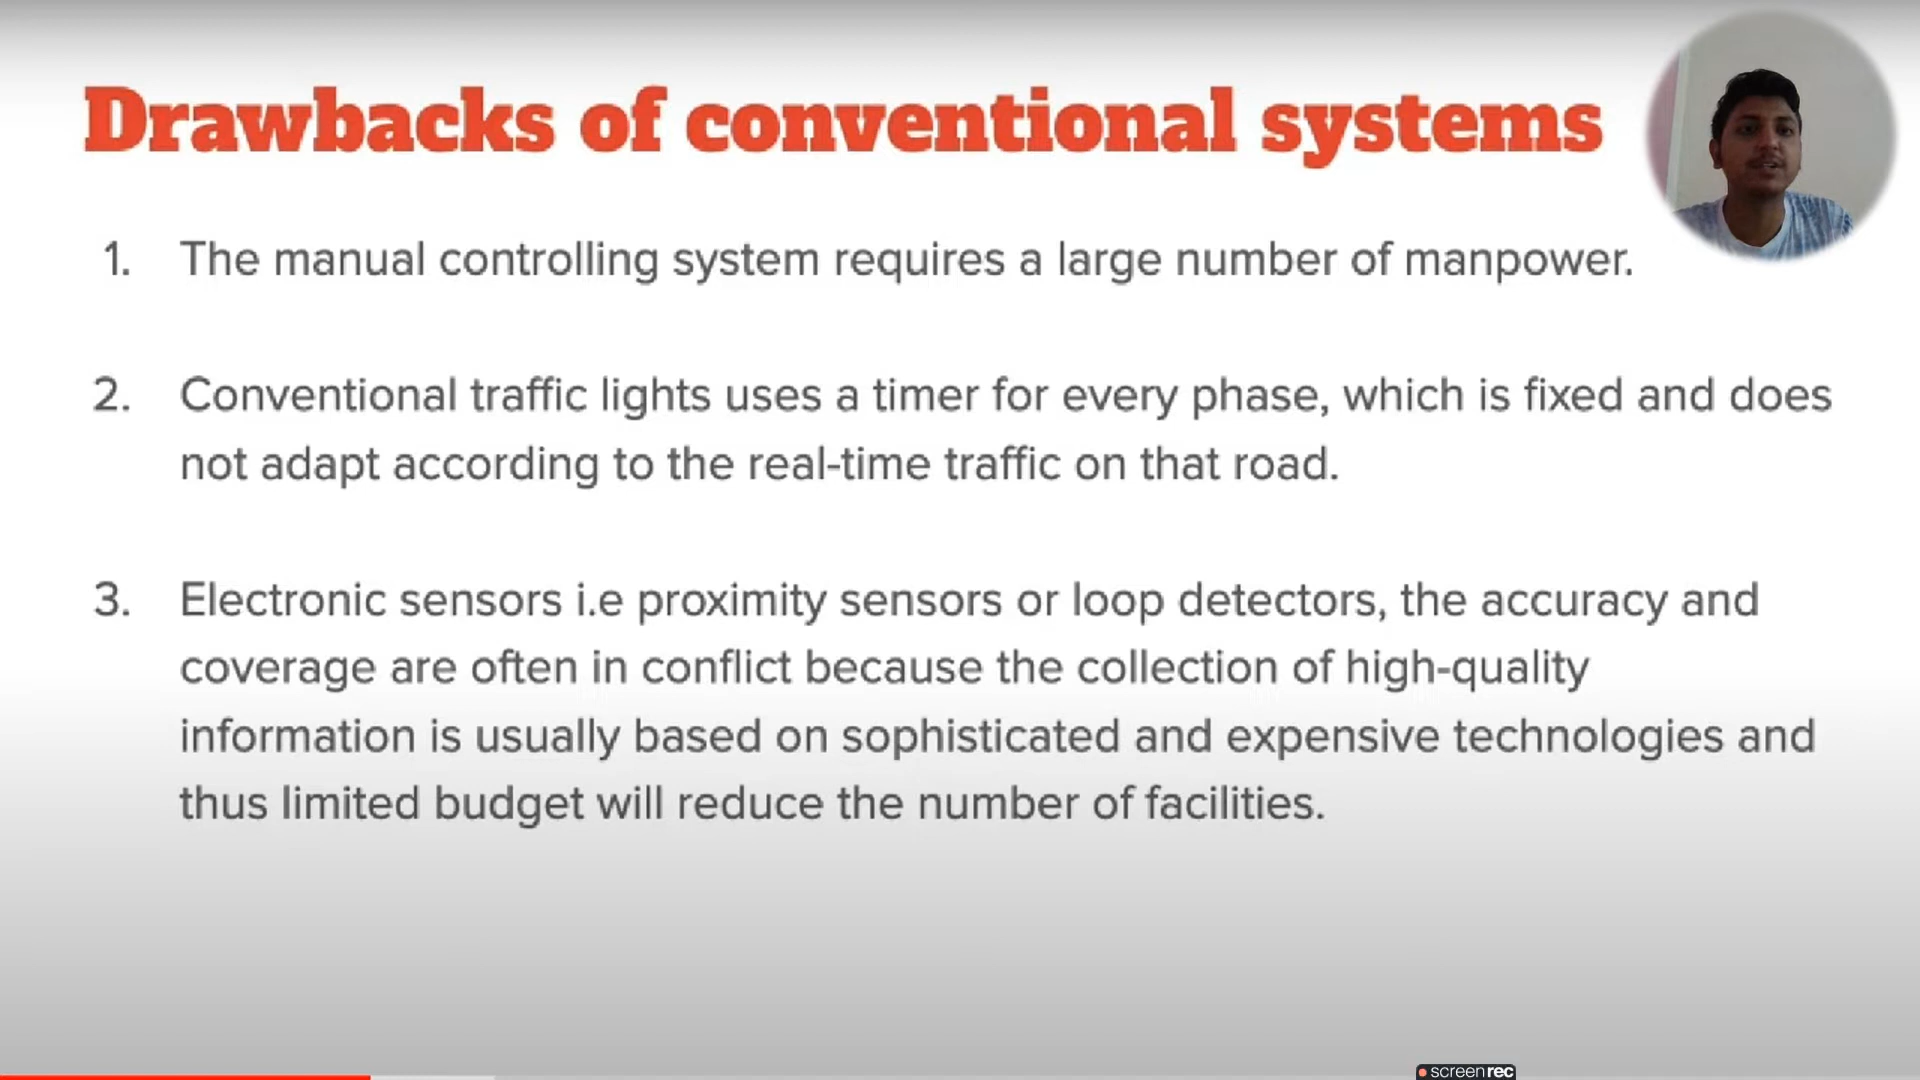 Drawbacks of conventional systems
1. The manual controlling system requires a large number of manpower.
2. Conventional traffic lights uses a timer for every phase, which is fixed and does
not adapt according to the real-time traffic on that road.
3. Electronic sensors i.e proximity sensors or loop detectors, the accuracy and
coverage are often in conflict because the collection of high-quality
information is usually based on sophisticated and expensive technologies and
thus limited budget will reduce the number of facilities.
screenrec